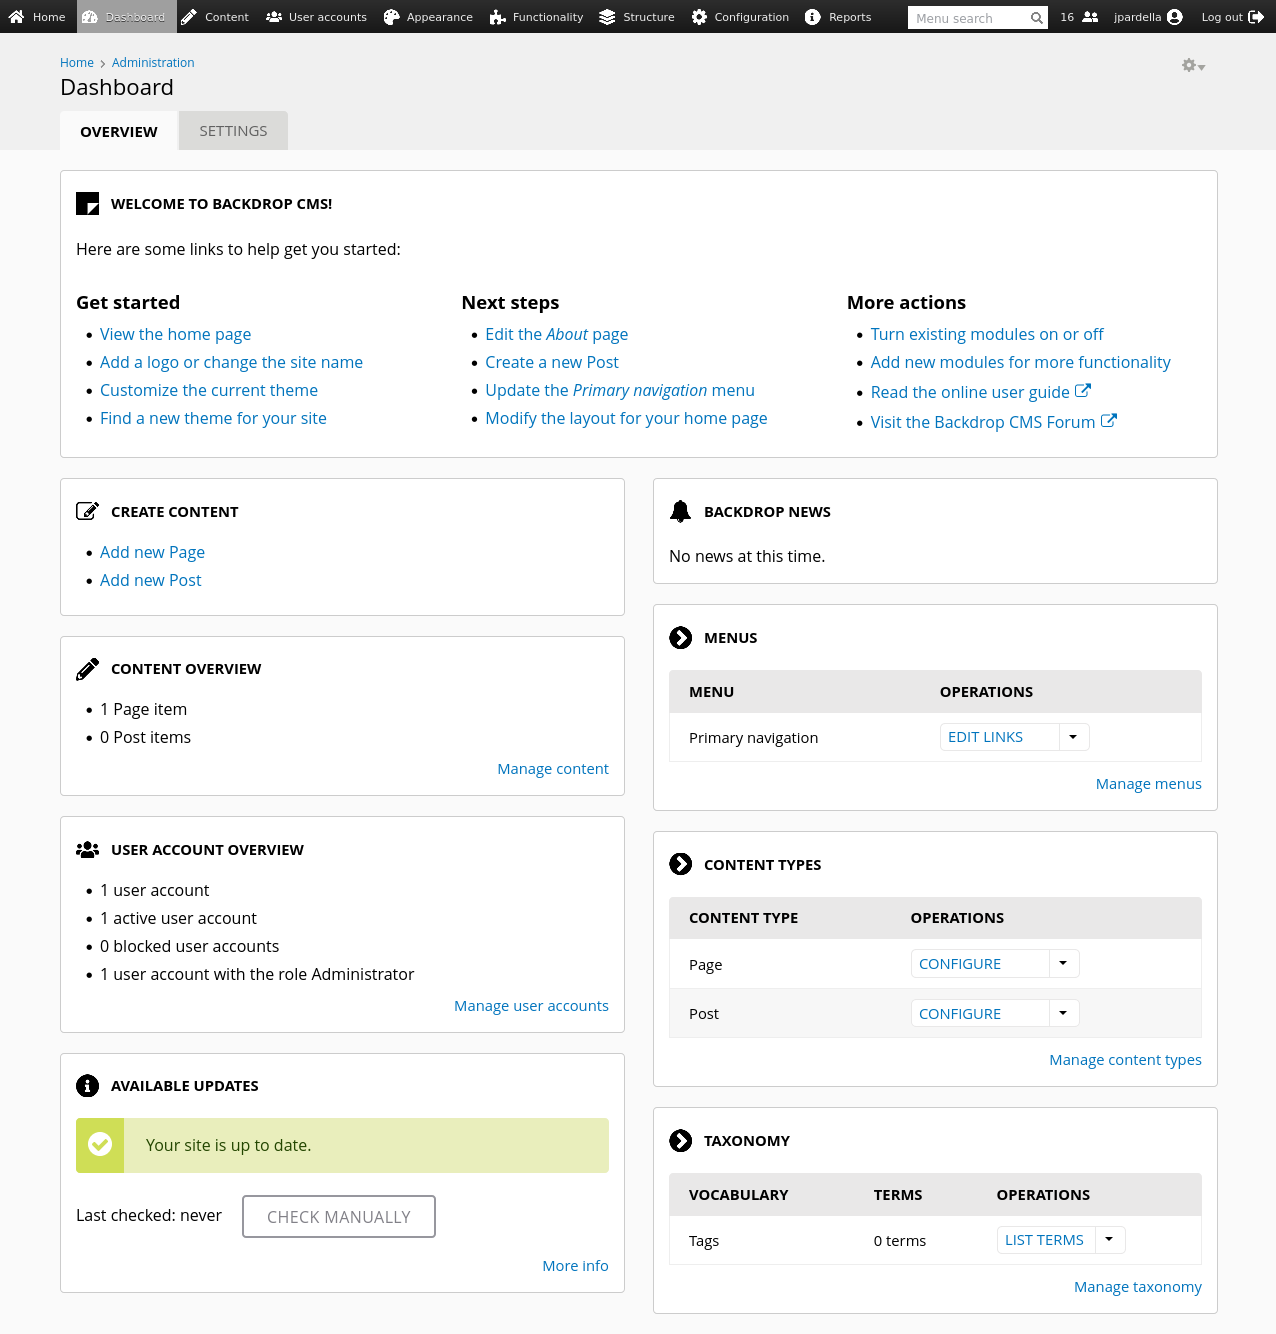 Home Dashboard Content User accounts Appearance Functionality Structure Configuration Reports Menu search 16 jpardella Log out
Home Administration
Dashboard
OVERVIEW SETTINGS
WELCOME TO BACKDROP CMS!
Here are some links to help get you started:
Get started
View the home page
Add a logo or change the site name
Customize the current theme
Find a new theme for your site
Next steps
Edit the About page
Create a new Post
Update the Primary navigation menu
Modify the layout for your home page
More actions
Turn existing modules on or off
Add new modules for more functionality
Read the online user guide
Visit the Backdrop CMS Forum
CREATE CONTENT
Add new Page
Add new Post
CONTENT OVERVIEW
1 Page item
0 Post items
Manage content
USER ACCOUNT OVERVIEW
1 user account
1 active user account
0 blocked user accounts
1 user account with the role Administrator
Manage user accounts
AVAILABLE UPDATES
Your site is up to date.
Last checked: never CHECK MANUALLY
More info
BACKDROP NEWS
No news at this time.
MENUS
MENU OPERATIONS
Primary navigation EDIT LINKS
Manage menus
CONTENT TYPES
CONTENT TYPE OPERATIONS
Page CONFIGURE
Post CONFIGURE
Manage content types
TAXONOMY
VOCABULARY TERMS OPERATIONS
Tags 0 terms LIST TERMS
Manage taxonomy